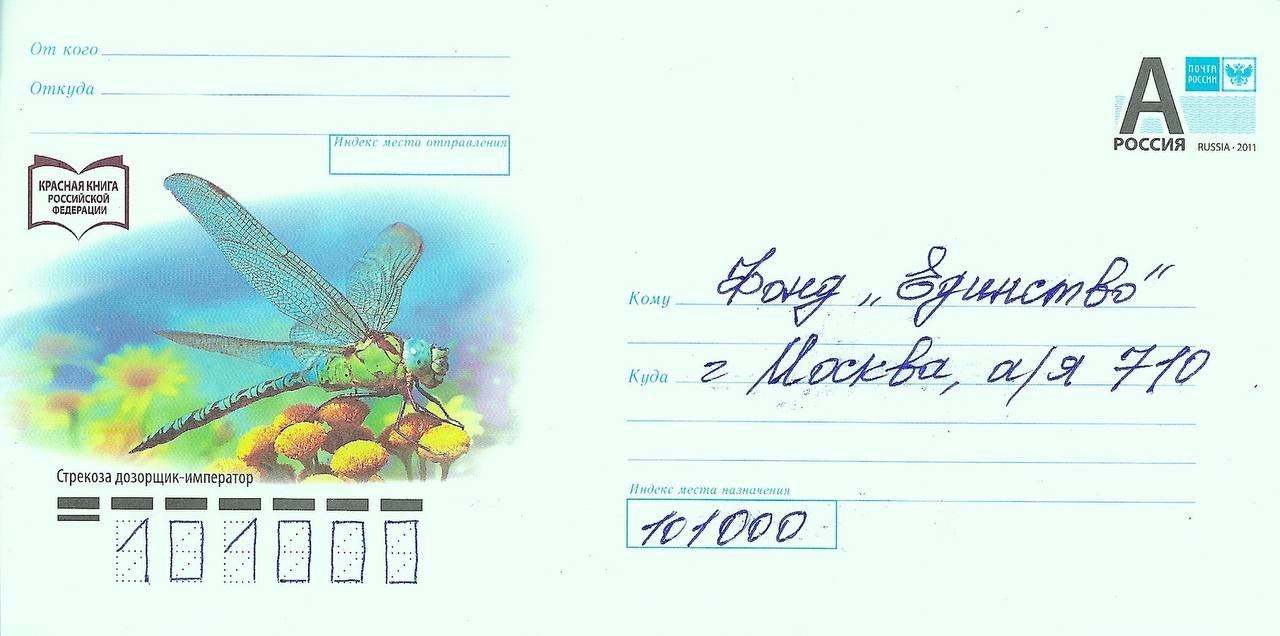 От кого
Откуда
Индекс места отправления
КРАСНАЯ КНИГА
РОССИЙСКОЙ
ФЕДЕРАЦИИ
Стрекоза дозорщик-император
101000
ПОЧТА
РОССИИ
А
РОССИЯ RUSSIA • 2011
Кому Фонд „Единство“
Куда г Москва, а/я 710
Индекс места назначения
101000